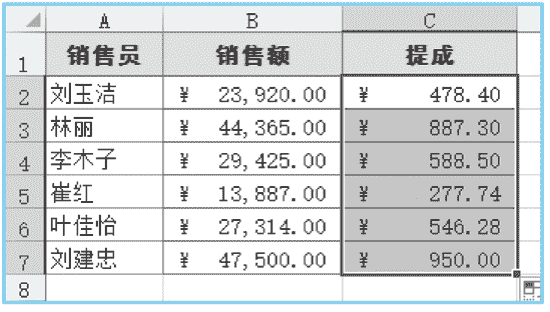 A B C
1 销售员 销售额 提成
2 刘玉洁 ¥ 23,920.00 ¥ 478.40
3 林丽 ¥ 44,365.00 ¥ 887.30
4 李木子 ¥ 29,425.00 ¥ 588.50
5 崔红 ¥ 13,887.00 ¥ 277.74
6 叶佳怡 ¥ 27,314.00 ¥ 546.28
7 刘建忠 ¥ 47,500.00 ¥ 950.00
8